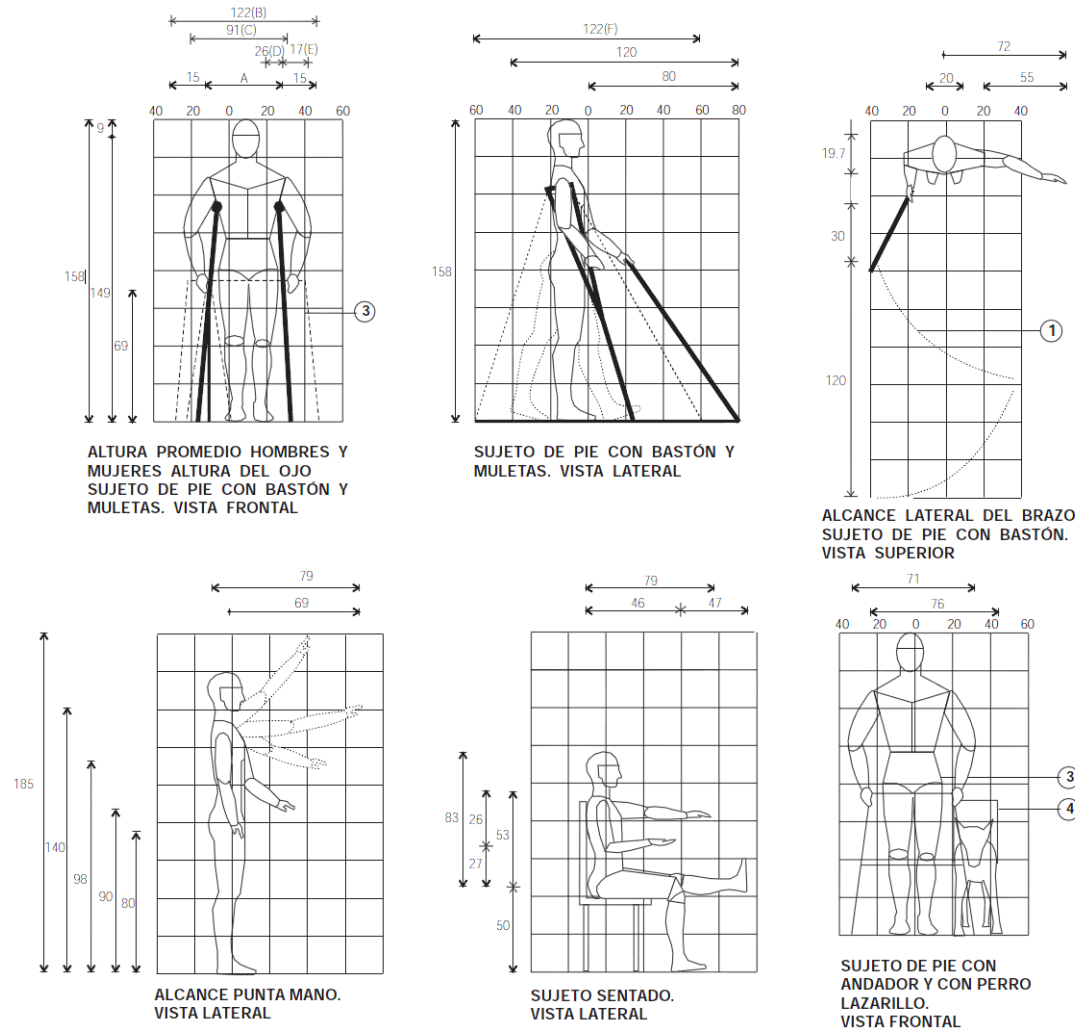 122(B)
91(C)
26(D) 17(E)
15 A 15
40 20 0 20 40 60
9
158
149
69
3
ALTURA PROMEDIO HOMBRES Y
MUJERES ALTURA DEL OJO
SUJETO DE PIE CON BASTÓN Y
MULETAS. VISTA FRONTAL
122(F)
120
80
60 40 20 0 20 40 60 80
158
SUJETO DE PIE CON BASTÓN Y
MULETAS. VISTA LATERAL
72
20 55
40 20 0 20 40
19.7
30
120
1
ALCANCE LATERAL DEL BRAZO
SUJETO DE PIE CON BASTÓN.
VISTA SUPERIOR
79
69
185
140
98
90
80
ALCANCE PUNTA MANO.
VISTA LATERAL
79
46 47
83
26
53
27
50
SUJETO SENTADO.
VISTA LATERAL
71
76
40 20 0 20 40 60
3
4
SUJETO DE PIE CON
ANDADOR Y CON PERRO
LAZARILLO.
VISTA FRONTAL